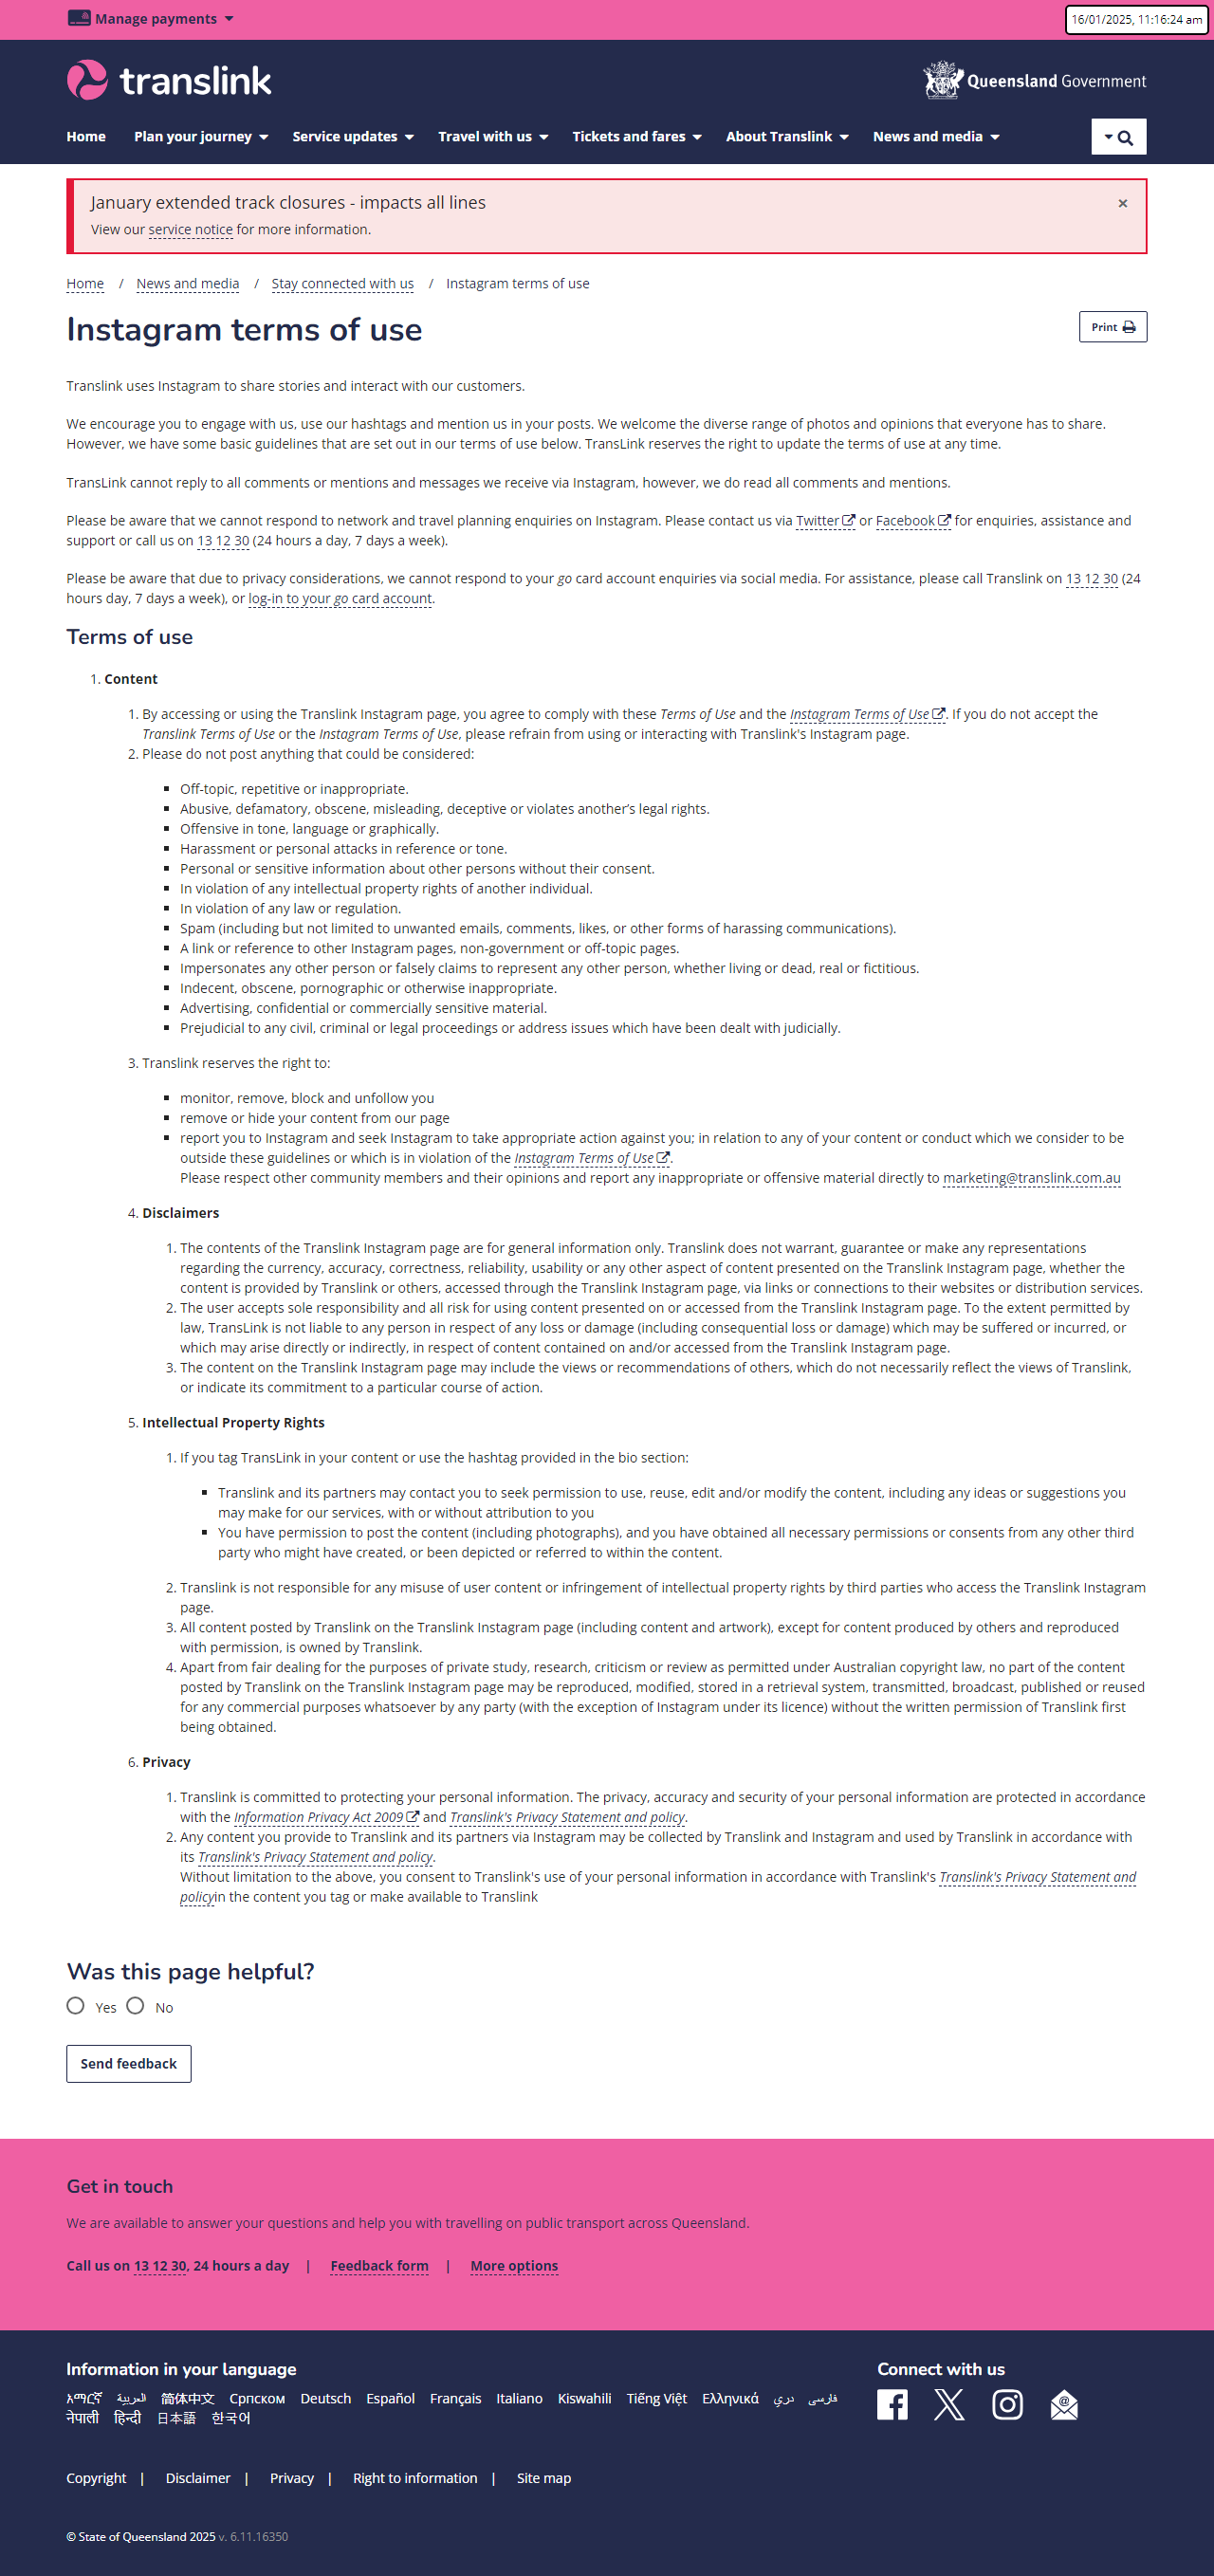 Manage payments
16/01/2025, 11:16:24 am
translink
Queensland Government
Home Plan your journey Service updates Travel with us Tickets and fares About Translink News and media
January extended track closures - impacts all lines
×
View our service notice for more information.
Home / News and media / Stay connected with us / Instagram terms of use
Instagram terms of use
Print
Translink uses Instagram to share stories and interact with our customers.
We encourage you to engage with us, use our hashtags and mention us in your posts. We welcome the diverse range of photos and opinions that everyone has to share.
However, we have some basic guidelines that are set out in our terms of use below. TransLink reserves the right to update the terms of use at any time.
TransLink cannot reply to all comments or mentions and messages we receive via Instagram, however, we do read all comments and mentions.
Please be aware that we cannot respond to network and travel planning enquiries on Instagram. Please contact us via Twitter or Facebook for enquiries, assistance and
support or call us on 13 12 30 (24 hours a day, 7 days a week).
Please be aware that due to privacy considerations, we cannot respond to your go card account enquiries via social media. For assistance, please call Translink on 13 12 30 (24
hours day, 7 days a week), or log-in to your go card account.
Terms of use
1. Content
1. By accessing or using the Translink Instagram page, you agree to comply with these Terms of Use and the Instagram Terms of Use. If you do not accept the
Translink Terms of Use or the Instagram Terms of Use, please refrain from using or interacting with Translink's Instagram page.
2. Please do not post anything that could be considered:
▪ Off-topic, repetitive or inappropriate.
▪ Abusive, defamatory, obscene, misleading, deceptive or violates another’s legal rights.
▪ Offensive in tone, language or graphically.
▪ Harassment or personal attacks in reference or tone.
▪ Personal or sensitive information about other persons without their consent.
▪ In violation of any intellectual property rights of another individual.
▪ In violation of any law or regulation.
▪ Spam (including but not limited to unwanted emails, comments, likes, or other forms of harassing communications).
▪ A link or reference to other Instagram pages, non-government or off-topic pages.
▪ Impersonates any other person or falsely claims to represent any other person, whether living or dead, real or fictitious.
▪ Indecent, obscene, pornographic or otherwise inappropriate.
▪ Advertising, confidential or commercially sensitive material.
▪ Prejudicial to any civil, criminal or legal proceedings or address issues which have been dealt with judicially.
3. Translink reserves the right to:
▪ monitor, remove, block and unfollow you
▪ remove or hide your content from our page
▪ report you to Instagram and seek Instagram to take appropriate action against you; in relation to any of your content or conduct which we consider to be
outside these guidelines or which is in violation of the Instagram Terms of Use.
Please respect other community members and their opinions and report any inappropriate or offensive material directly to marketing@translink.com.au
4. Disclaimers
1. The contents of the Translink Instagram page are for general information only. Translink does not warrant, guarantee or make any representations
regarding the currency, accuracy, correctness, reliability, usability or any other aspect of content presented on the Translink Instagram page, whether the
content is provided by Translink or others, accessed through the Translink Instagram page, via links or connections to their websites or distribution services.
2. The user accepts sole responsibility and all risk for using content presented on or accessed from the Translink Instagram page. To the extent permitted by
law, TransLink is not liable to any person in respect of any loss or damage (including consequential loss or damage) which may be suffered or incurred, or
which may arise directly or indirectly, in respect of content contained on and/or accessed from the Translink Instagram page.
3. The content on the Translink Instagram page may include the views or recommendations of others, which do not necessarily reflect the views of Translink,
or indicate its commitment to a particular course of action.
5. Intellectual Property Rights
1. If you tag TransLink in your content or use the hashtag provided in the bio section:
▪ Translink and its partners may contact you to seek permission to use, reuse, edit and/or modify the content, including any ideas or suggestions you
may make for our services, with or without attribution to you
▪ You have permission to post the content (including photographs), and you have obtained all necessary permissions or consents from any other third
party who might have created, or been depicted or referred to within the content.
2. Translink is not responsible for any misuse of user content or infringement of intellectual property rights by third parties who access the Translink Instagram
page.
3. All content posted by Translink on the Translink Instagram page (including content and artwork), except for content produced by others and reproduced
with permission, is owned by Translink.
4. Apart from fair dealing for the purposes of private study, research, criticism or review as permitted under Australian copyright law, no part of the content
posted by Translink on the Translink Instagram page may be reproduced, modified, stored in a retrieval system, transmitted, broadcast, published or reused
for any commercial purposes whatsoever by any party (with the exception of Instagram under its licence) without the written permission of Translink first
being obtained.
6. Privacy
1. Translink is committed to protecting your personal information. The privacy, accuracy and security of your personal information are protected in accordance
with the Information Privacy Act 2009 and Translink's Privacy Statement and policy.
2. Any content you provide to Translink and its partners via Instagram may be collected by Translink and Instagram and used by Translink in accordance with
its Translink's Privacy Statement and policy.
Without limitation to the above, you consent to Translink's use of your personal information in accordance with Translink's Translink's Privacy Statement and
policyin the content you tag or make available to Translink
Was this page helpful?
Yes No
Send feedback
Get in touch
We are available to answer your questions and help you with travelling on public transport across Queensland.
Call us on 13 12 30, 24 hours a day | Feedback form | More options
Information in your language
አማርኛ العربية 简体中文 Српском Deutsch Español Français Italiano Kiswahili Tiếng Việt Ελληνικά دري فارسی
नेपाली हिन्दी 日本語 한국어
Connect with us
Copyright | Disclaimer | Privacy | Right to information | Site map
© State of Queensland 2025 v. 6.11.16350